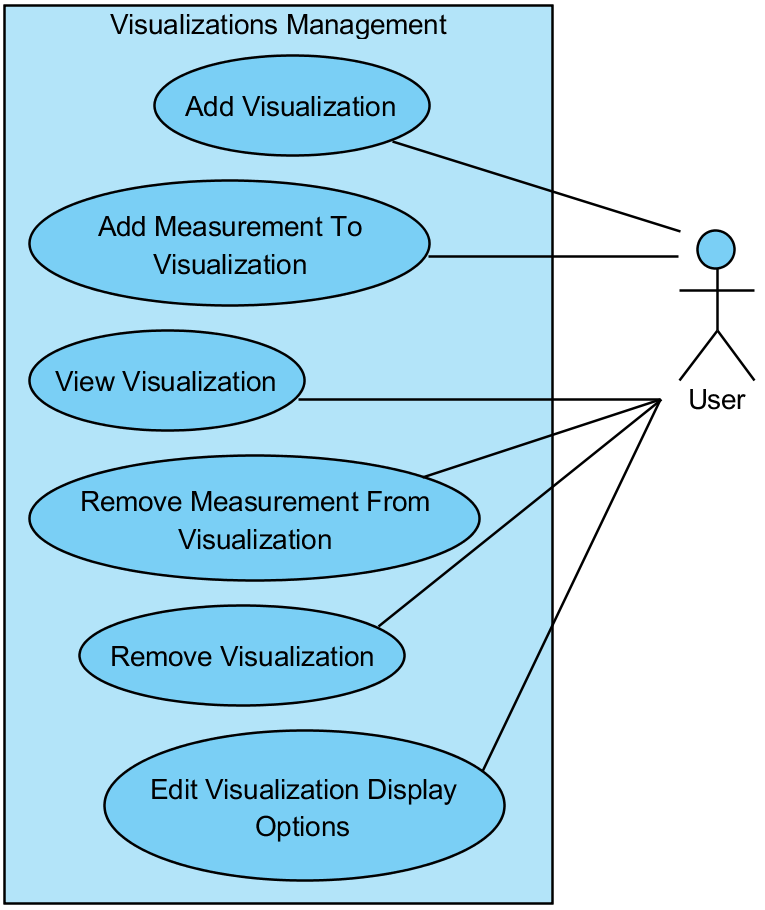 Visualizations Management
Add Visualization
Add Measurement To
Visualization
View Visualization
User
Remove Measurement From
Visualization
Remove Visualization
Edit Visualization Display
Options